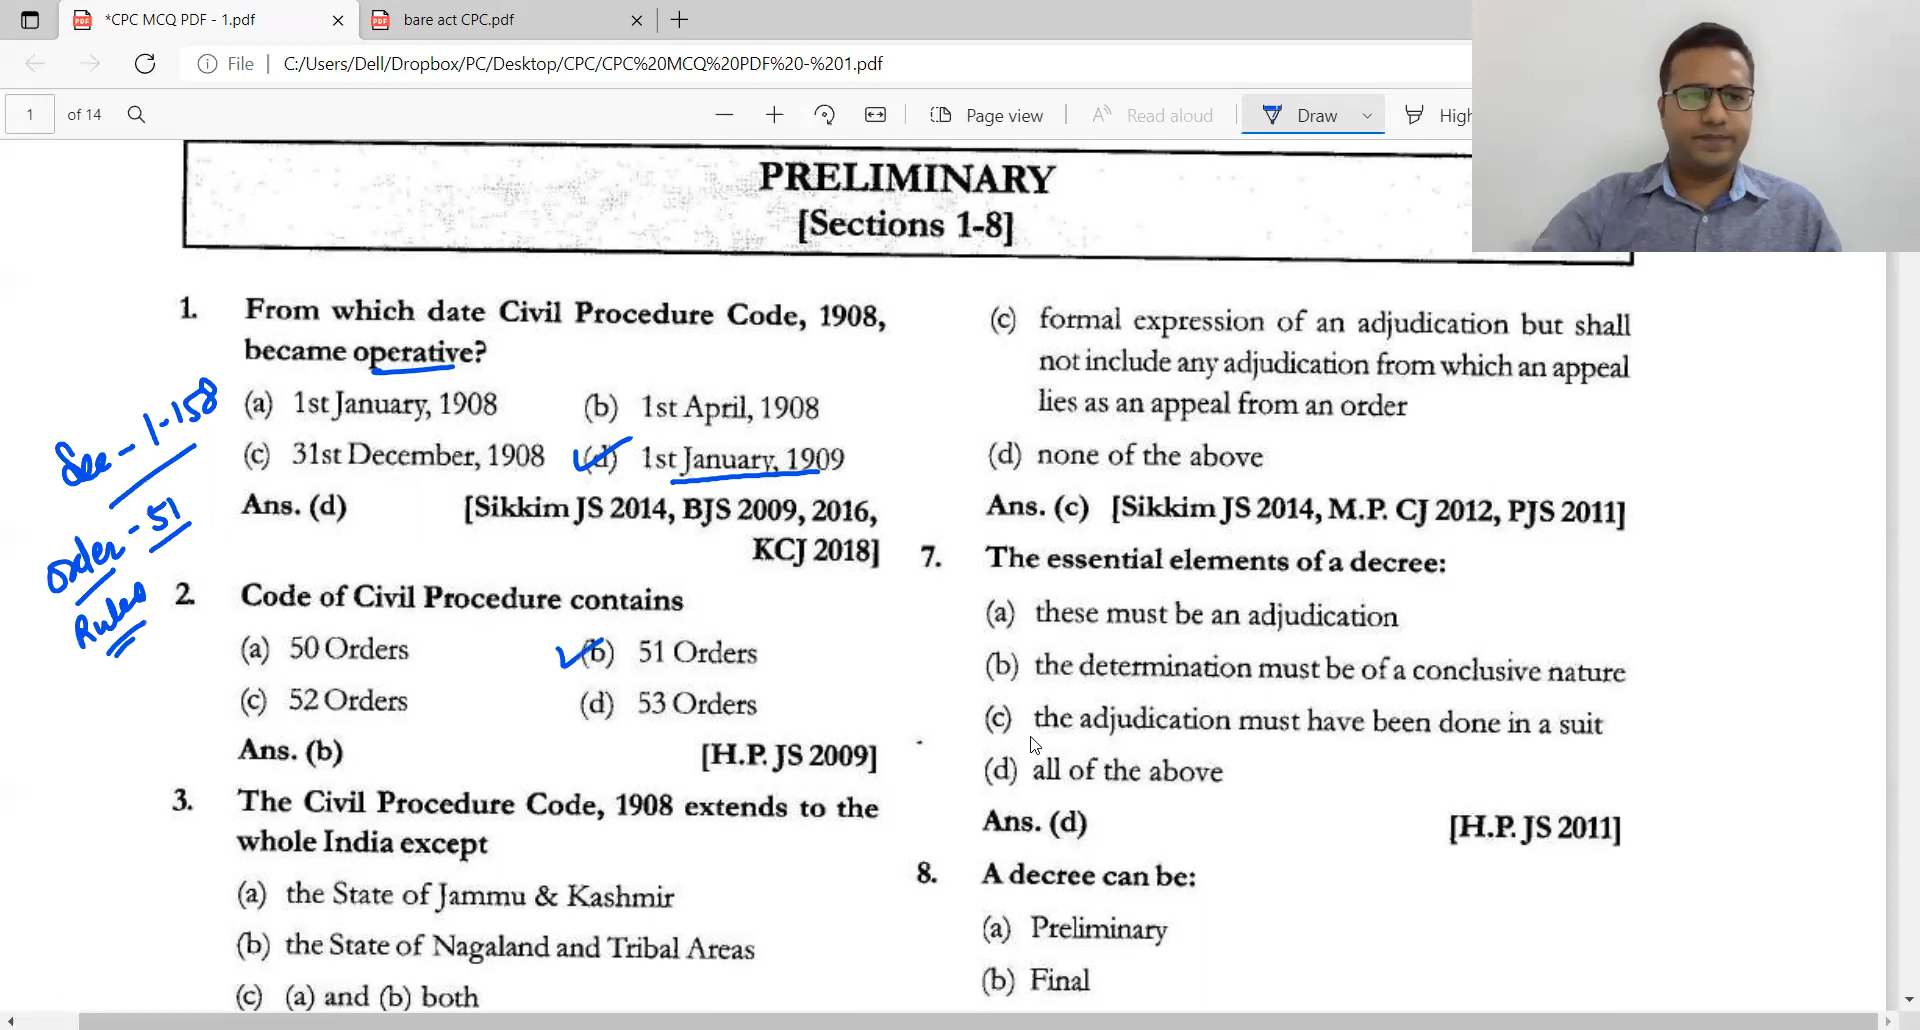 *CPC MCQ PDF - 1.pdf
bare act CPC.pdf
File
C:/Users/Dell/Dropbox/PC/Desktop/CPC/CPC%20MCQ%20PDF%20-%201.pdf
1 of 14
Page view
Read aloud
Draw
High
PRELIMINARY
[Sections 1-8]
1. From which date Civil Procedure Code, 1908,
became operative?
(a) 1st January, 1908 (b) 1st April, 1908
(c) 31st December, 1908 (d) 1st January, 1909
Ans. (d) [Sikkim JS 2014, BJS 2009, 2016,
KCJ 2018]
Sec - 1-158
Order - 51
Rules
2. Code of Civil Procedure contains
(a) 50 Orders (b) 51 Orders
(c) 52 Orders (d) 53 Orders
Ans. (b) [H.P. JS 2009]
3. The Civil Procedure Code, 1908 extends to the
whole India except
(a) the State of Jammu & Kashmir
(b) the State of Nagaland and Tribal Areas
(c) (a) and (b) both
(c) formal expression of an adjudication but shall
not include any adjudication from which an appeal
lies as an appeal from an order
(d) none of the above
Ans. (c) [Sikkim JS 2014, M.P. CJ 2012, PJS 2011]
7. The essential elements of a decree:
(a) these must be an adjudication
(b) the determination must be of a conclusive nature
(c) the adjudication must have been done in a suit
(d) all of the above
Ans. (d) [H.P. JS 2011]
8. A decree can be:
(a) Preliminary
(b) Final